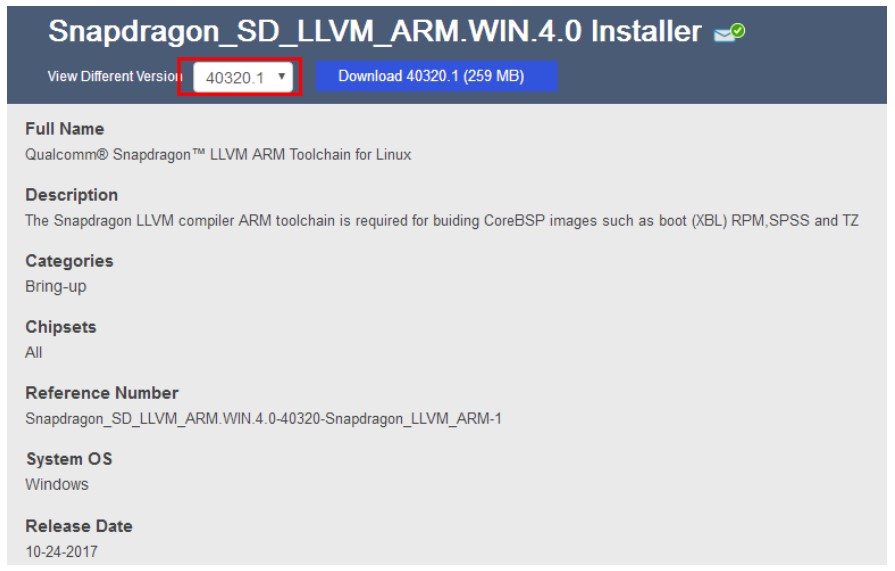 Snapdragon_SD_LLVM_ARM.WIN.4.0 Installer
View Different Version 40320.1 Download 40320.1 (259 MB)
Full Name
Qualcomm® Snapdragon™ LLVM ARM Toolchain for Linux
Description
The Snapdragon LLVM compiler ARM toolchain is required for buiding CoreBSP images such as boot (XBL) RPM,SPSS and TZ
Categories
Bring-up
Chipsets
All
Reference Number
Snapdragon_SD_LLVM_ARM.WIN.4.0-40320-Snapdragon_LLVM_ARM-1
System OS
Windows
Release Date
10-24-2017